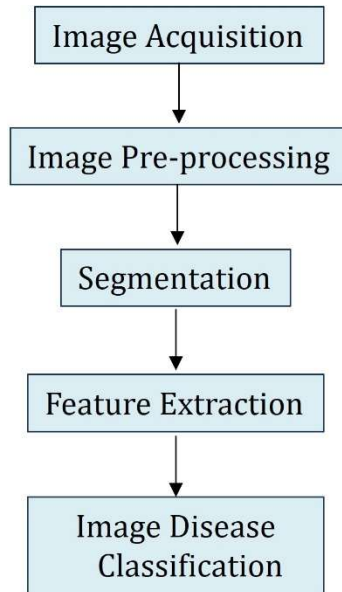 Image Acquisition
Image Pre-processing
Segmentation
Feature Extraction
Image Disease
Classification